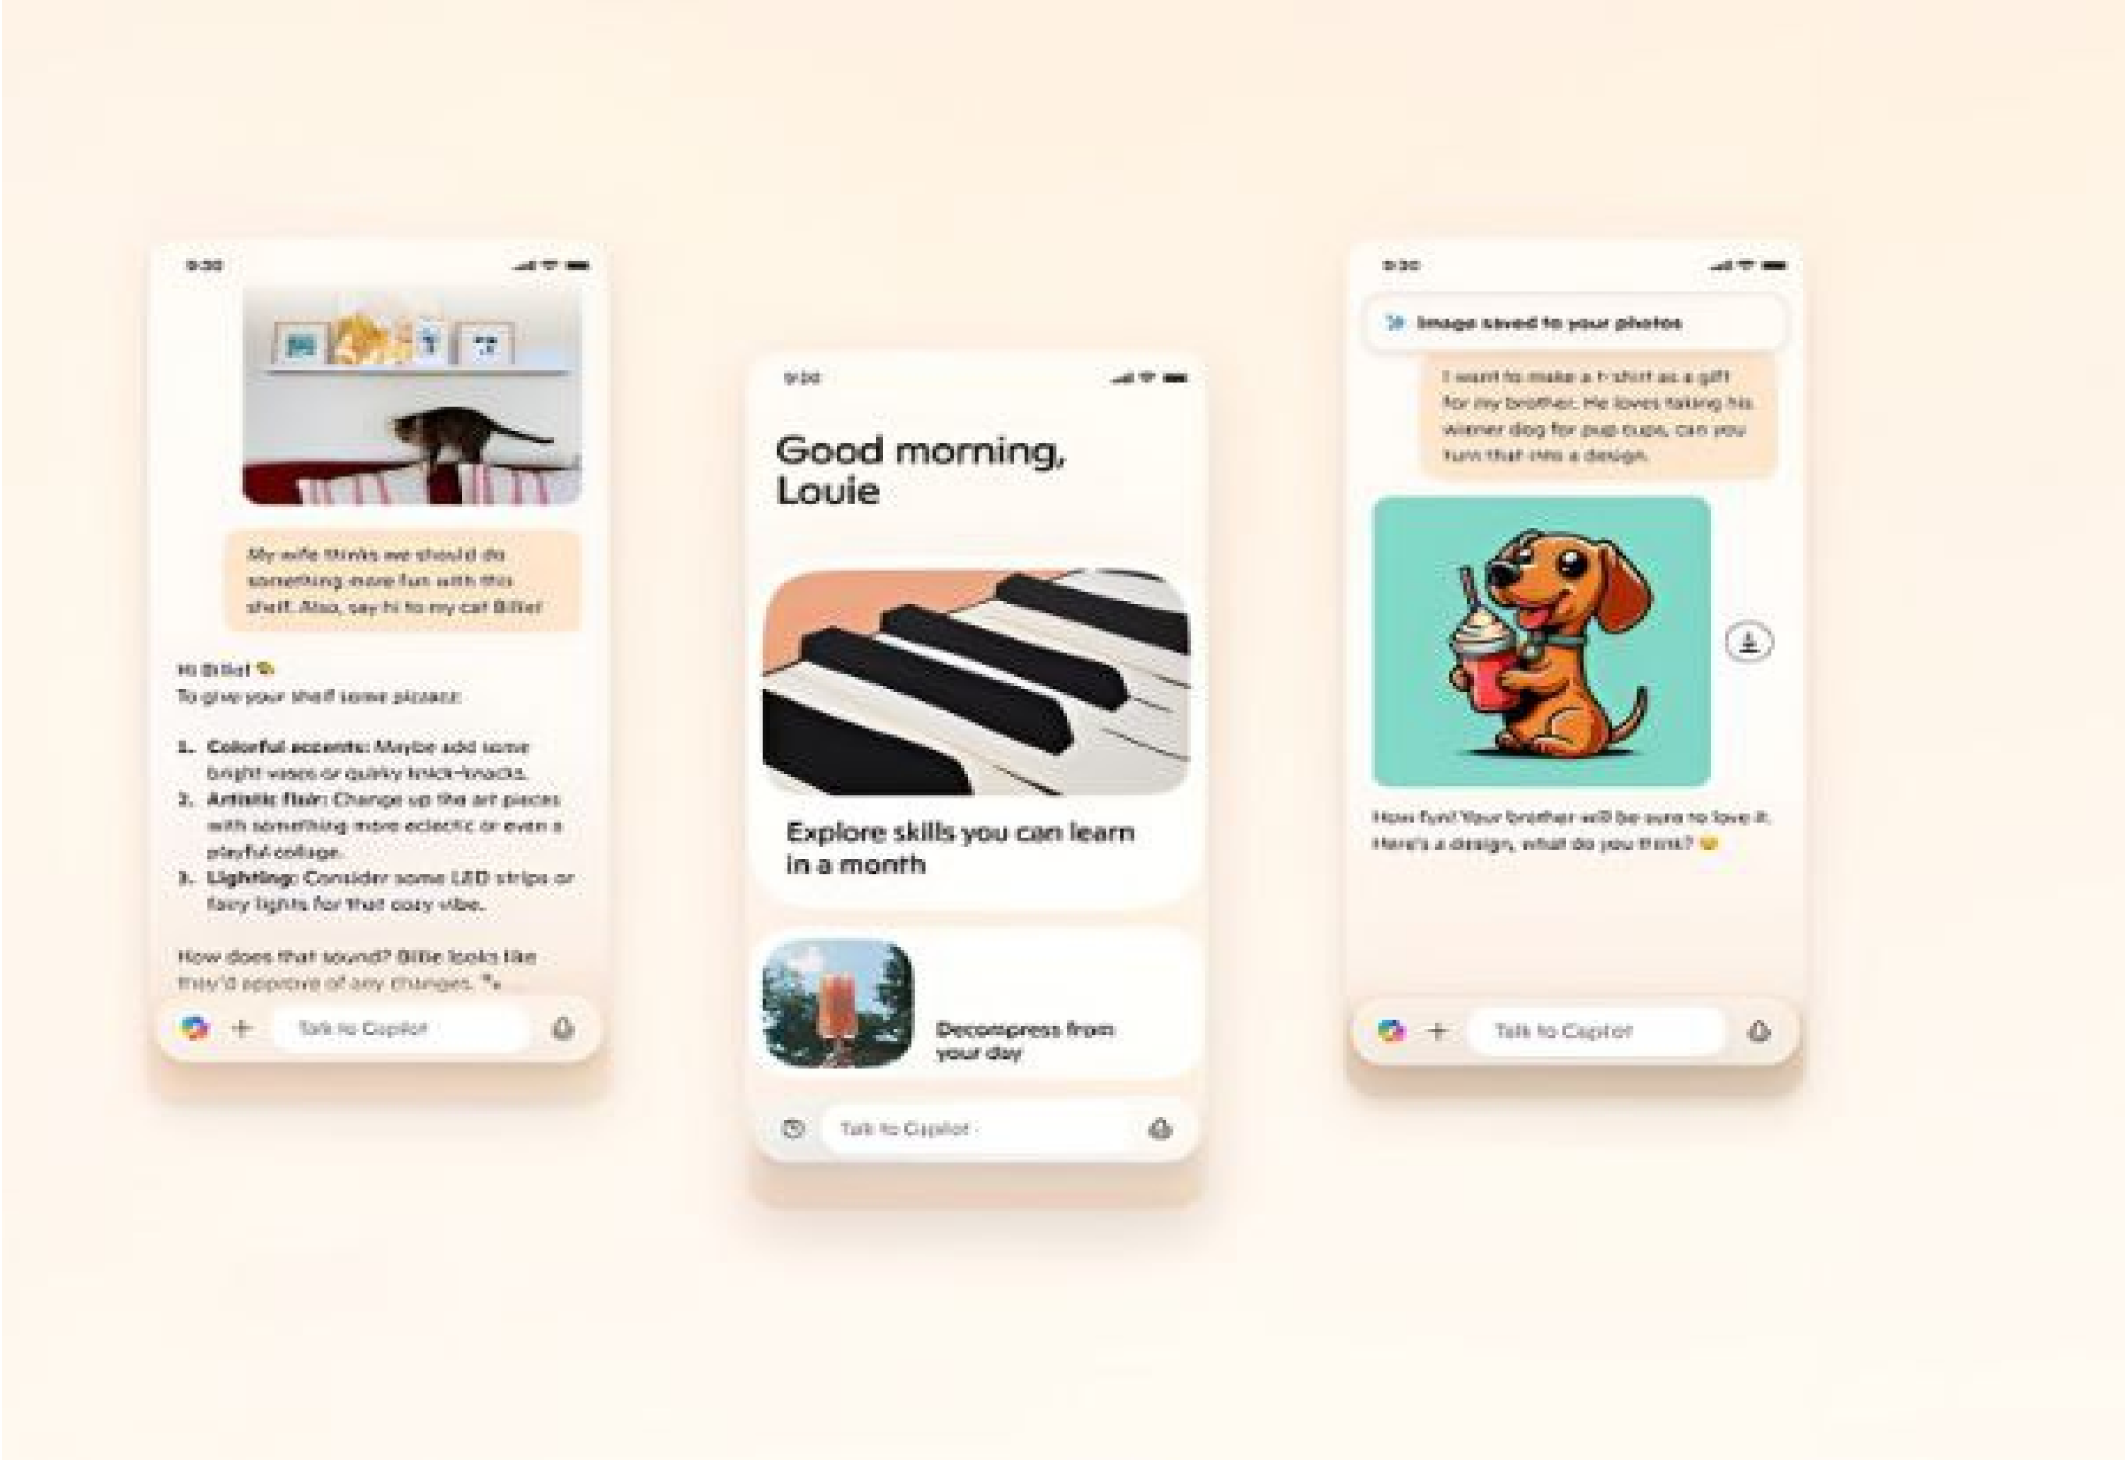 9:30
My wife thinks we should do
something more fun with this
shelf. Also, say hi to my cat Billie!
Hi Billie!
To give your shelf some pizzazz:
1. Colorful accents: Maybe add some
bright vases or quirky knick-knacks.
2. Artistic flair: Change up the art pieces
with something more eclectic or even a
playful collage.
3. Lighting: Consider some LED strips or
fairy lights for that cozy vibe.
How does that sound? Billie looks like
they'd approve of any changes.
Talk to Copilot
9:30
Good morning,
Louie
Explore skills you can learn
in a month
Decompress from
your day
Talk to Copilot
9:30
Image saved to your photos
I want to make a t-shirt as a gift
for my brother. He loves taking his
wiener dog for pup cups, can you
turn that into a design.
How fun! Your brother will be sure to love it.
Here's a design, what do you think?
Talk to Copilot